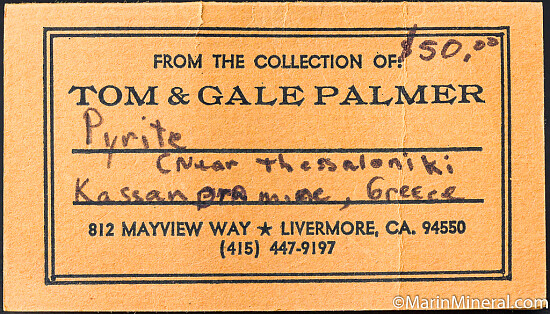 $50.00
FROM THE COLLECTION OF:
TOM & GALE PALMER
Pyrite
(Near Thessaloniki
Kassandra mine, Greece
812 MAYVIEW WAY ★ LIVERMORE, CA. 94550
(415) 447-9197
©MarinMineral.com